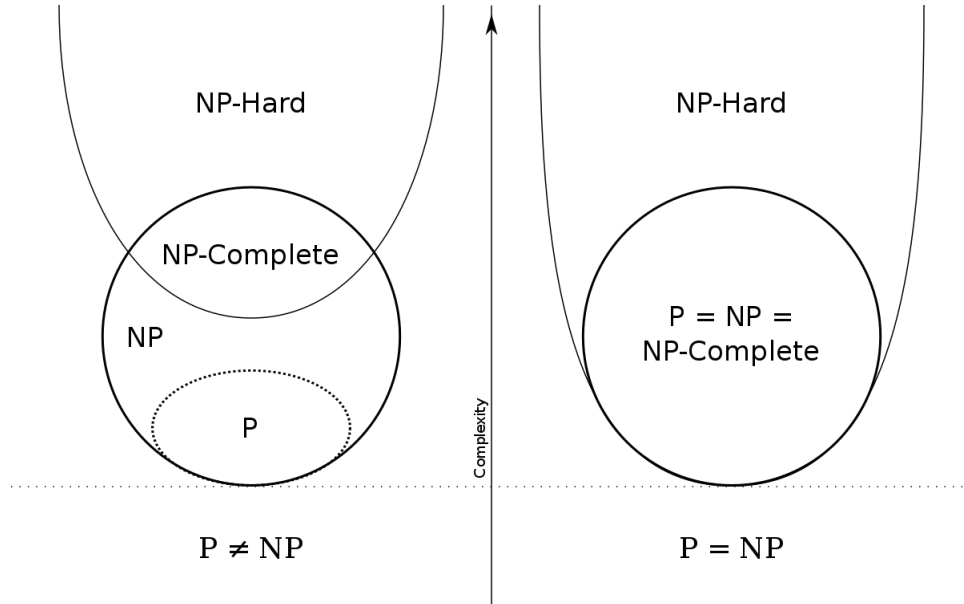 NP-Hard
NP-Complete
NP
P
P ≠ NP
Complexity
NP-Hard
P = NP =
NP-Complete
P = NP